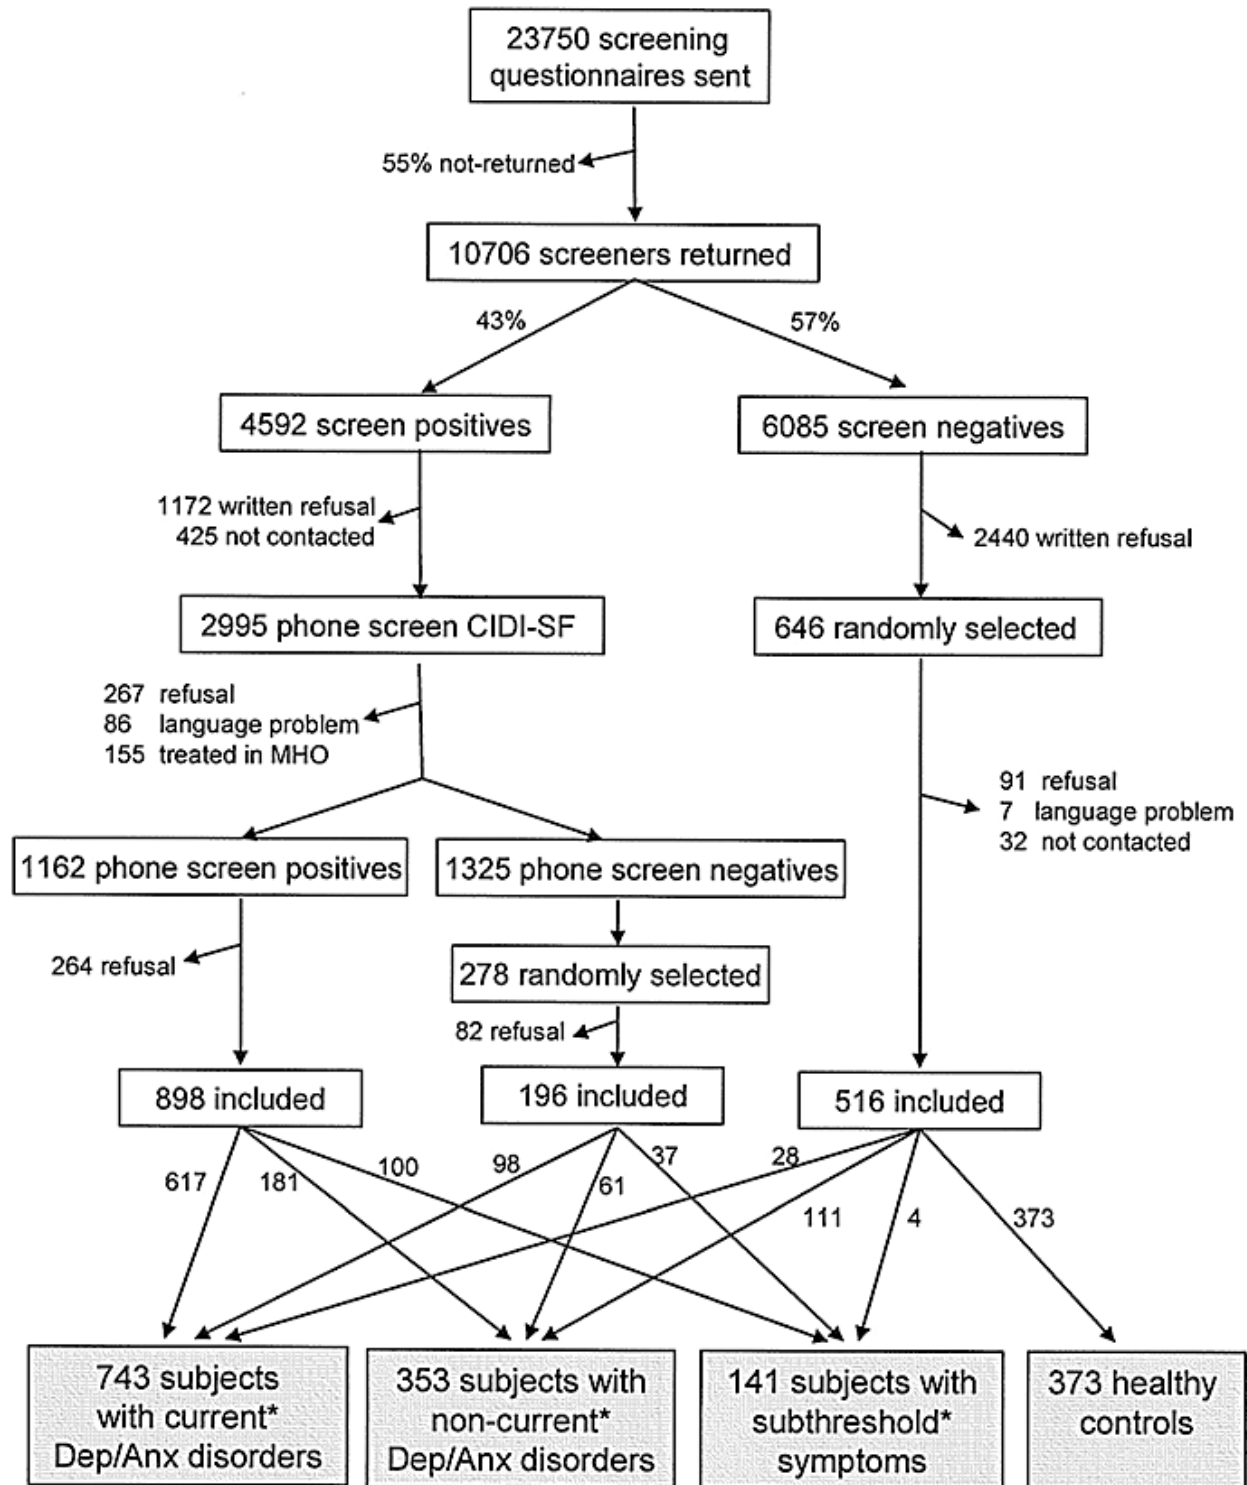 23750 screening
questionnaires sent
55% not-returned
10706 screeners returned
43%
57%
4592 screen positives
6085 screen negatives
1172 written refusal
425 not contacted
2440 written refusal
2995 phone screen CIDI-SF
646 randomly selected
267 refusal
86 language problem
155 treated in MHO
91 refusal
7 language problem
32 not contacted
1162 phone screen positives
1325 phone screen negatives
264 refusal
278 randomly selected
82 refusal
898 included
196 included
516 included
617
181
100
98
61
37
28
111
4
373
743 subjects
with current*
Dep/Anx disorders
353 subjects with
non-current*
Dep/Anx disorders
141 subjects with
subthreshold*
symptoms
373 healthy
controls